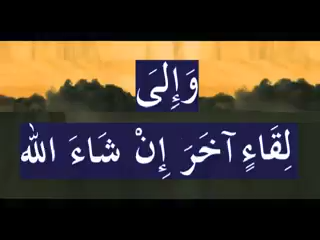 وَإِلَى
لِقَاءٍ آخَرَ إِنْ شَاءَ الله